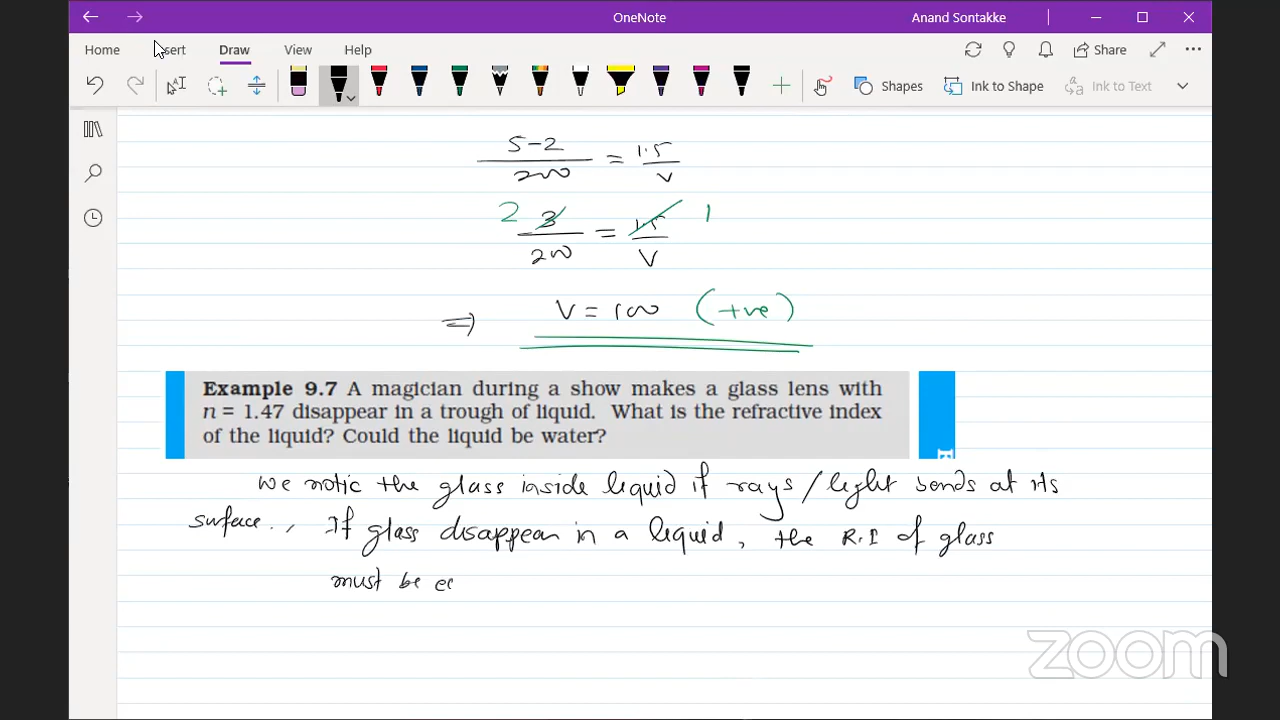 OneNote
Anand Sontakke
Home
Insert
Draw
View
Help
Share
Shapes
Ink to Shape
Ink to Text
5-2
200
= 1.5
v
2 3
200
= 1.5 1
v
⇒ v = 100 (+ve)
Example 9.7 A magician during a show makes a glass lens with
n = 1.47 disappear in a trough of liquid. What is the refractive index
of the liquid? Could the liquid be water?
We notic the glass inside liquid if rays/light bends at its
surface.., If glass disappear in a liquid, the R.I of glass
must be
zoom